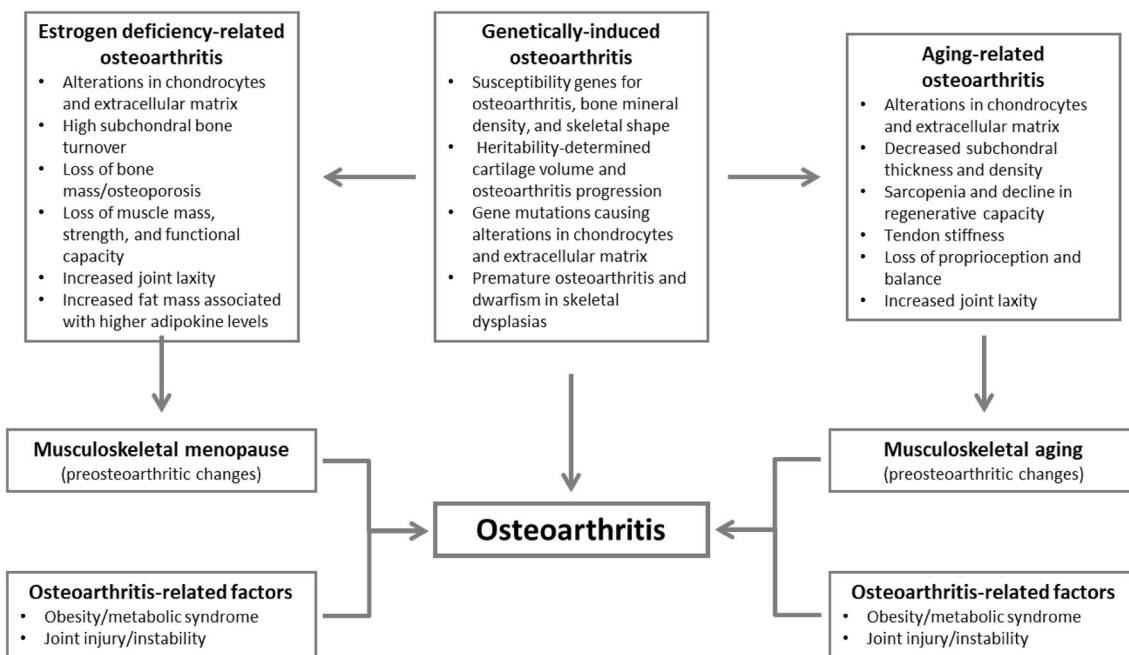 Estrogen deficiency-related
osteoarthritis
• Alterations in chondrocytes
and extracellular matrix
• High subchondral bone
turnover
• Loss of bone
mass/osteoporosis
• Loss of muscle mass,
strength, and functional
capacity
• Increased joint laxity
• Increased fat mass associated
with higher adipokine levels
Genetically-induced
osteoarthritis
• Susceptibility genes for
osteoarthritis, bone mineral
density, and skeletal shape
• Heritability-determined
cartilage volume and
osteoarthritis progression
• Gene mutations causing
alterations in chondrocytes
and extracellular matrix
• Premature osteoarthritis and
dwarfism in skeletal
dysplasias
Aging-related
osteoarthritis
• Alterations in chondrocytes
and extracellular matrix
• Decreased subchondral
thickness and density
• Sarcopenia and decline in
regenerative capacity
• Tendon stiffness
• Loss of proprioception and
balance
• Increased joint laxity
Musculoskeletal menopause
(preosteoarthritic changes)
Musculoskeletal aging
(preosteoarthritic changes)
Osteoarthritis
Osteoarthritis-related factors
• Obesity/metabolic syndrome
• Joint injury/instability
Osteoarthritis-related factors
• Obesity/metabolic syndrome
• Joint injury/instability